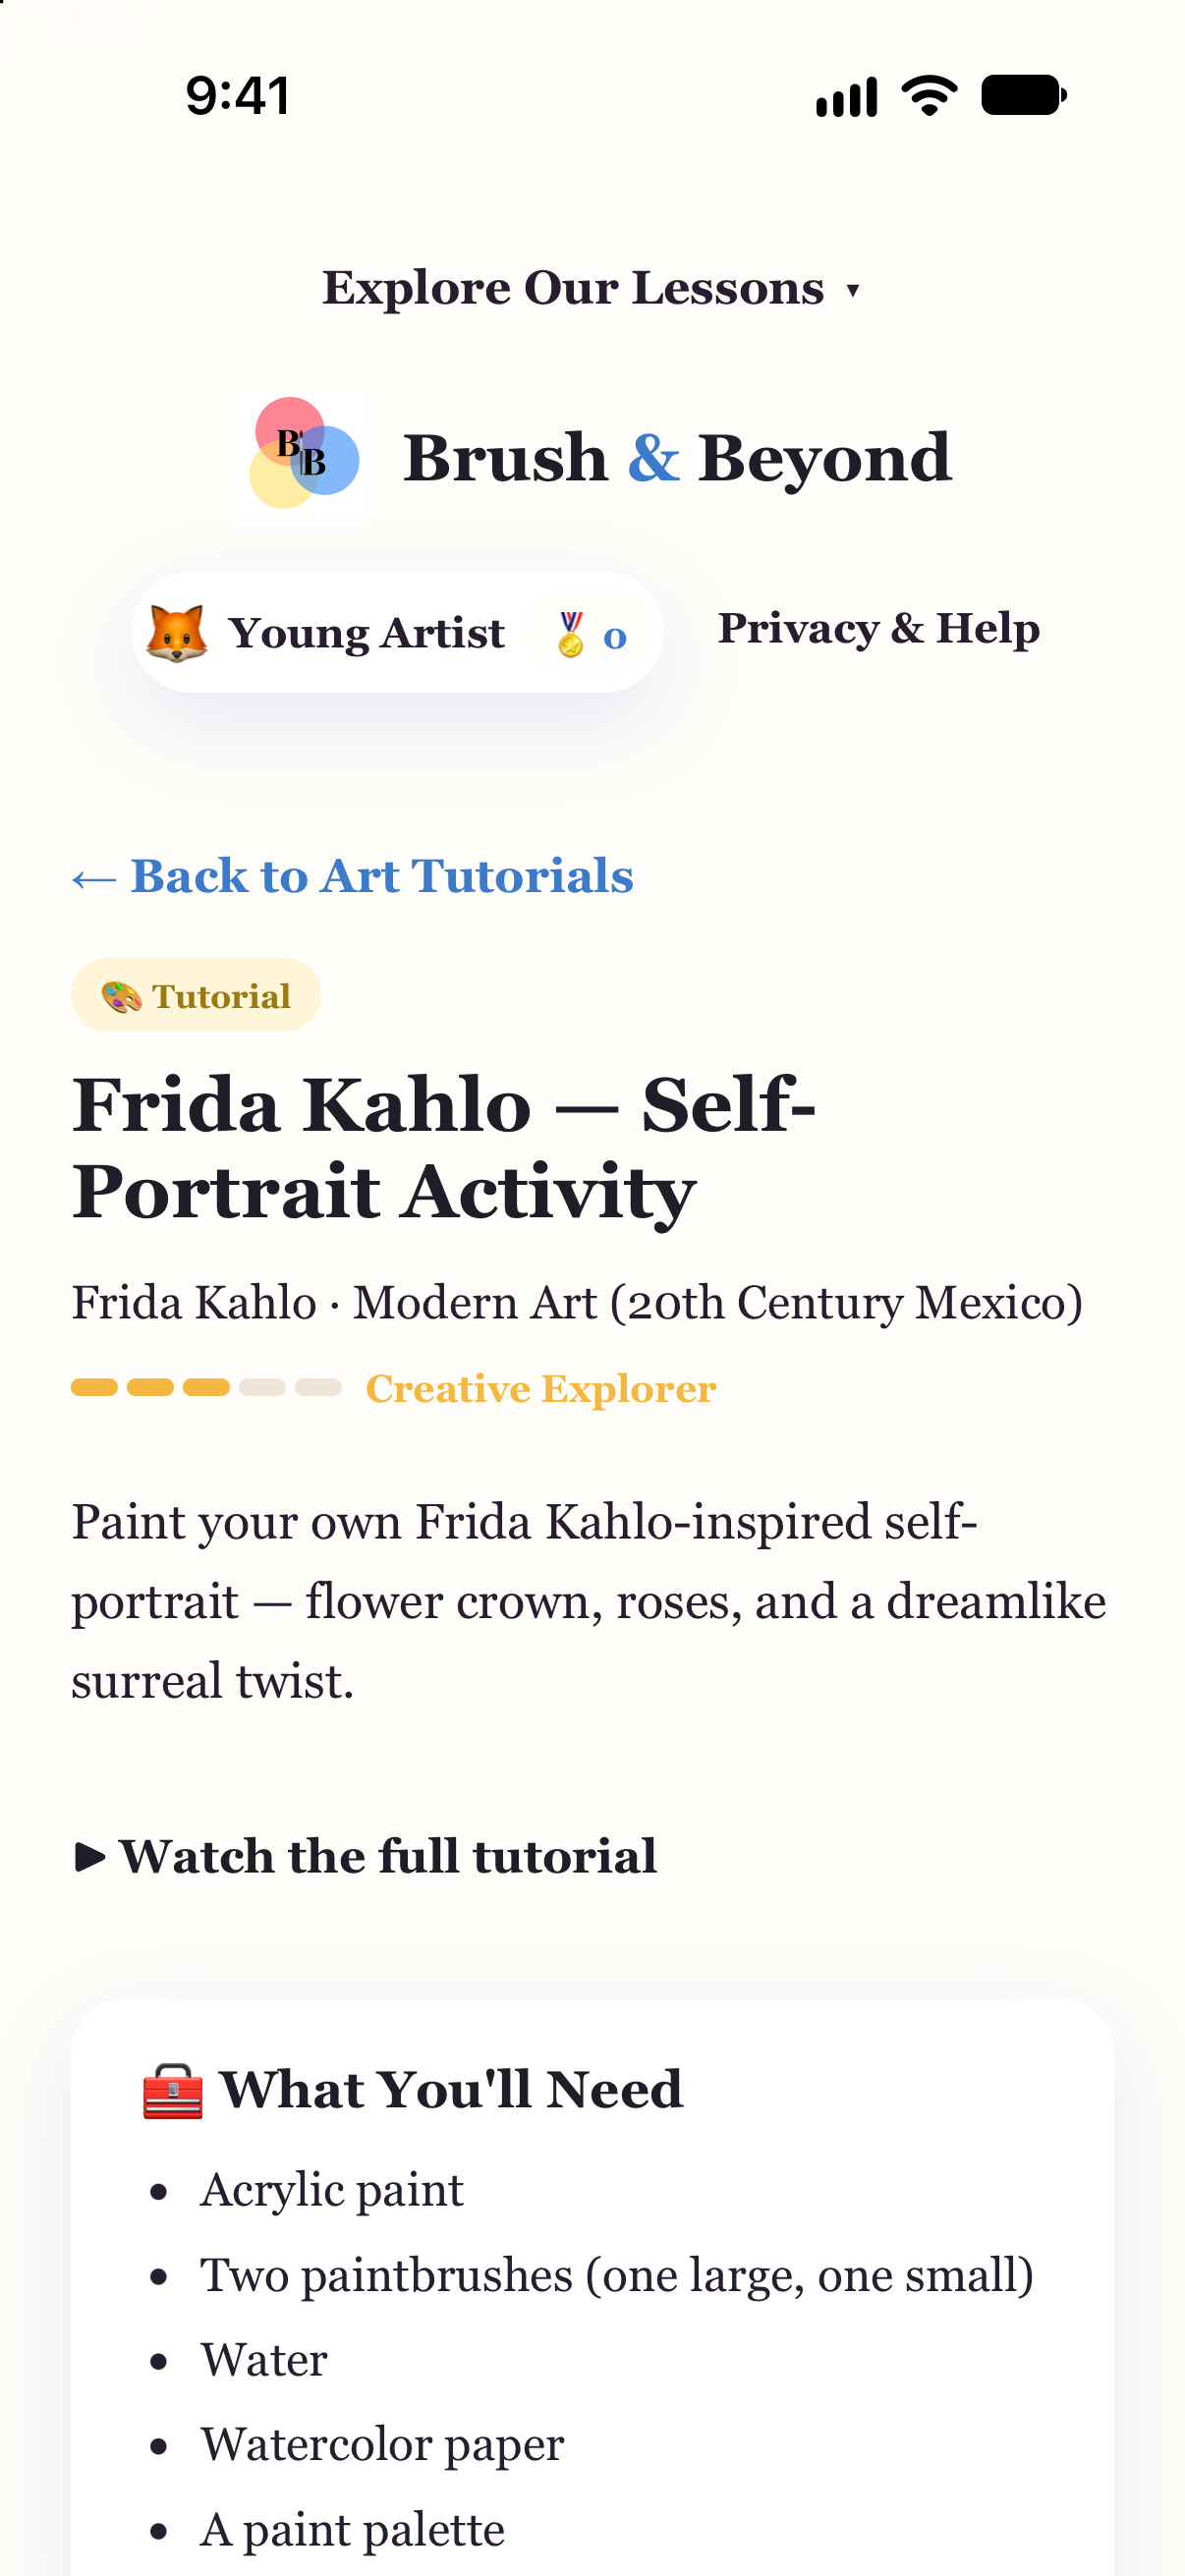 9:41
Explore Our Lessons ▾
B B
Brush & Beyond
Young Artist 🏅 0
Privacy & Help
← Back to Art Tutorials
🎨 Tutorial
Frida Kahlo — Self-
Portrait Activity
Frida Kahlo · Modern Art (20th Century Mexico)
Creative Explorer
Paint your own Frida Kahlo-inspired self-
portrait — flower crown, roses, and a dreamlike
surreal twist.
▶ Watch the full tutorial
🧰 What You'll Need
• Acrylic paint
• Two paintbrushes (one large, one small)
• Water
• Watercolor paper
• A paint palette